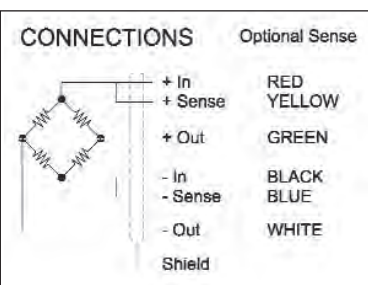 CONNECTIONS Optional Sense
+ In RED
+ Sense YELLOW
+ Out GREEN
- In BLACK
- Sense BLUE
- Out WHITE
Shield